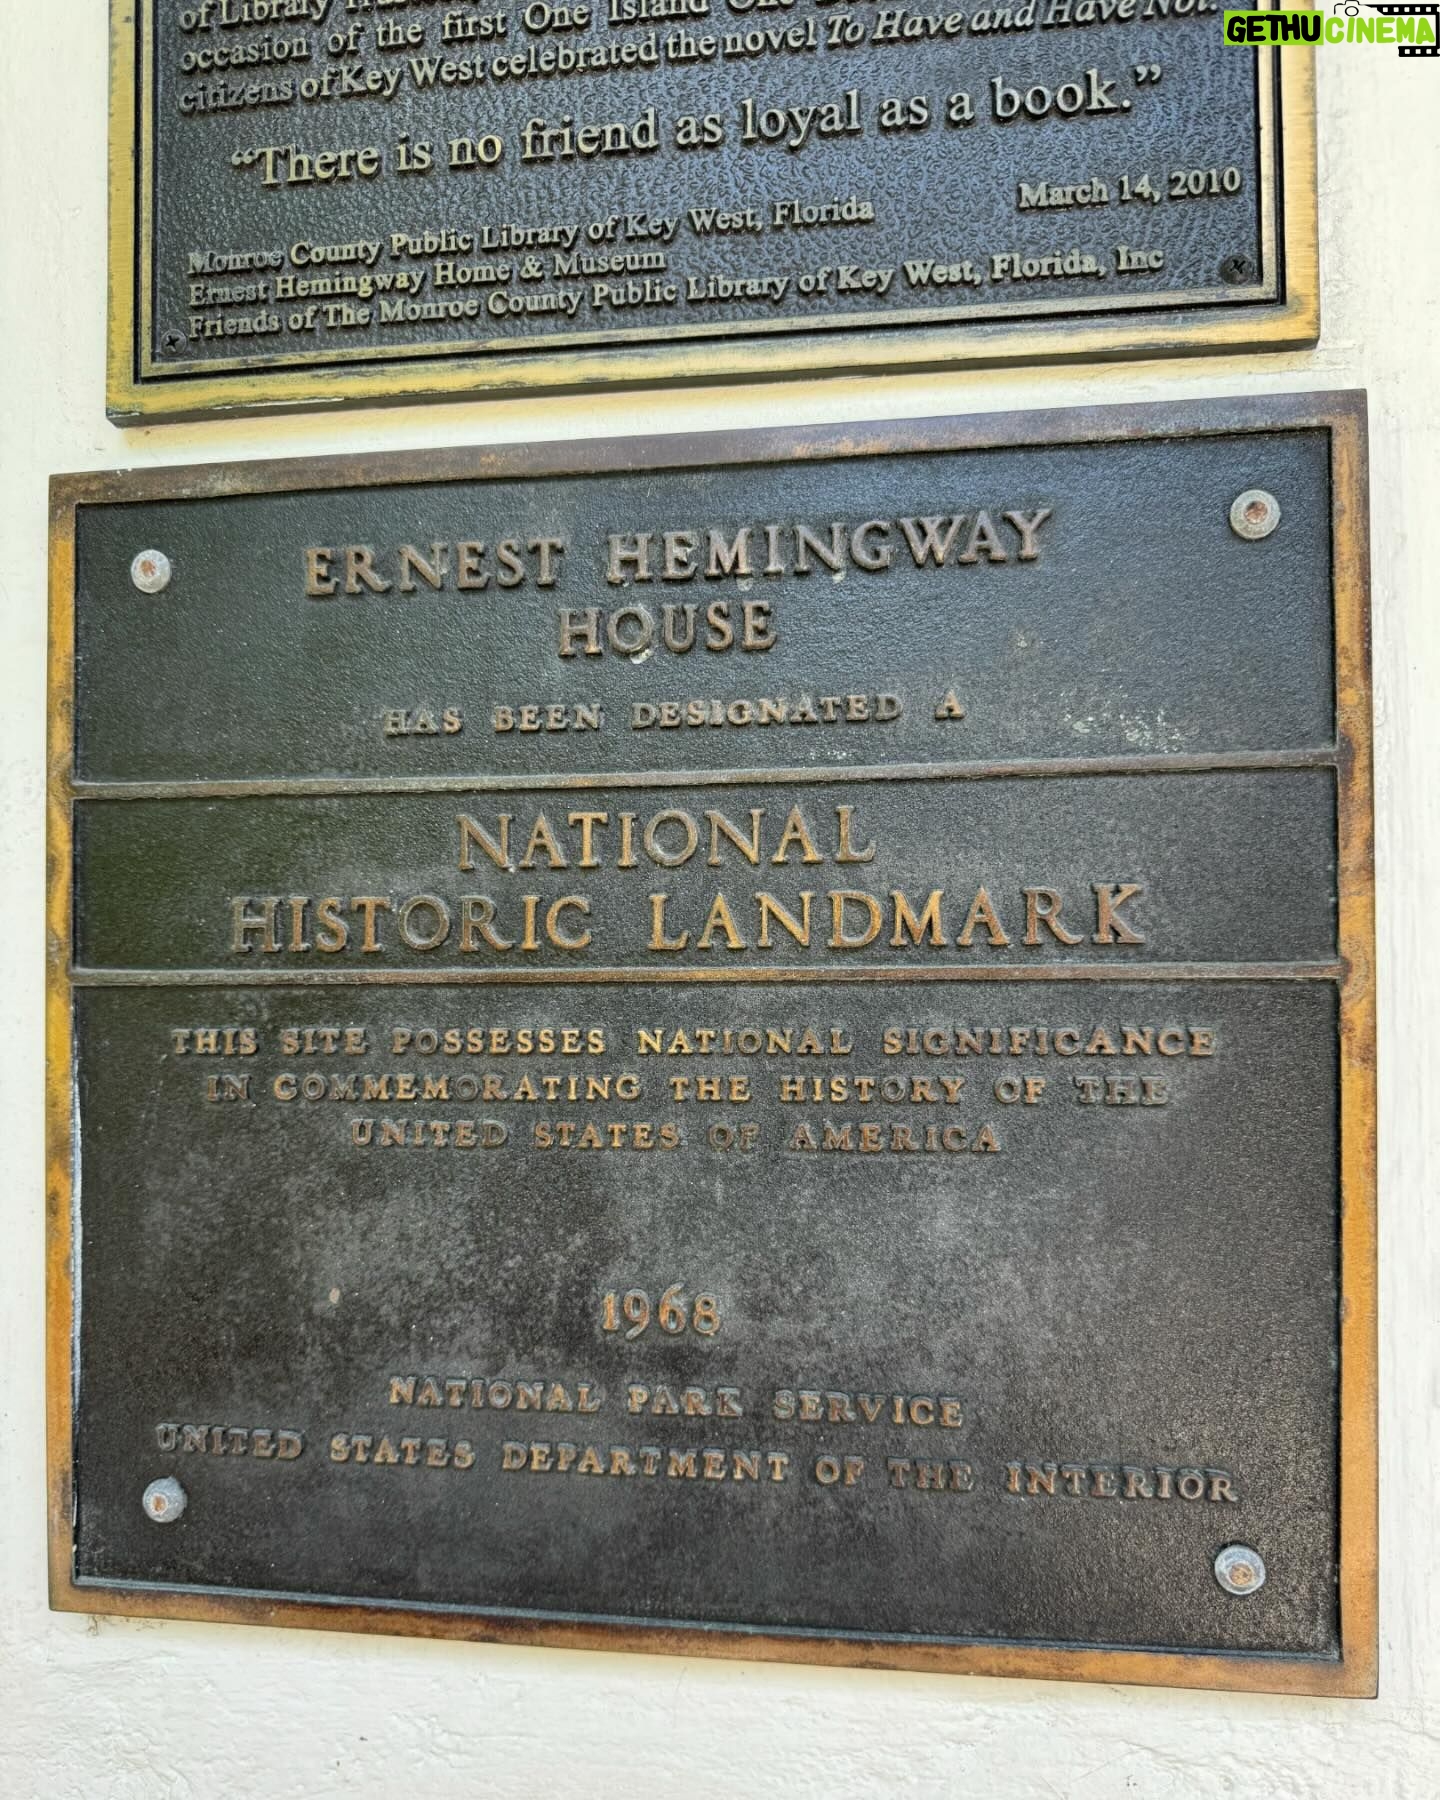 GETHUCINEMA
of Library
occasion of the first One Island One
citizens of Key West celebrated the novel To Have and Have Not.
“There is no friend as loyal as a book.”
March 14, 2010
Monroe County Public Library of Key West, Florida
Ernest Hemingway Home & Museum
Friends of The Monroe County Public Library of Key West, Florida, Inc
ERNEST HEMINGWAY
HOUSE
HAS BEEN DESIGNATED A
NATIONAL
HISTORIC LANDMARK
THIS SITE POSSESSES NATIONAL SIGNIFICANCE
IN COMMEMORATING THE HISTORY OF THE
UNITED STATES OF AMERICA
1968
NATIONAL PARK SERVICE
UNITED STATES DEPARTMENT OF THE INTERIOR